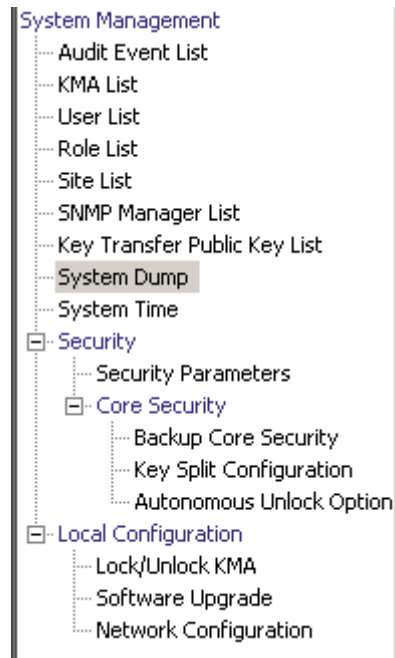 System Management
Audit Event List
KMA List
User List
Role List
Site List
SNMP Manager List
Key Transfer Public Key List
System Dump
System Time
Security
Security Parameters
Core Security
Backup Core Security
Key Split Configuration
Autonomous Unlock Option
Local Configuration
Lock/Unlock KMA
Software Upgrade
Network Configuration